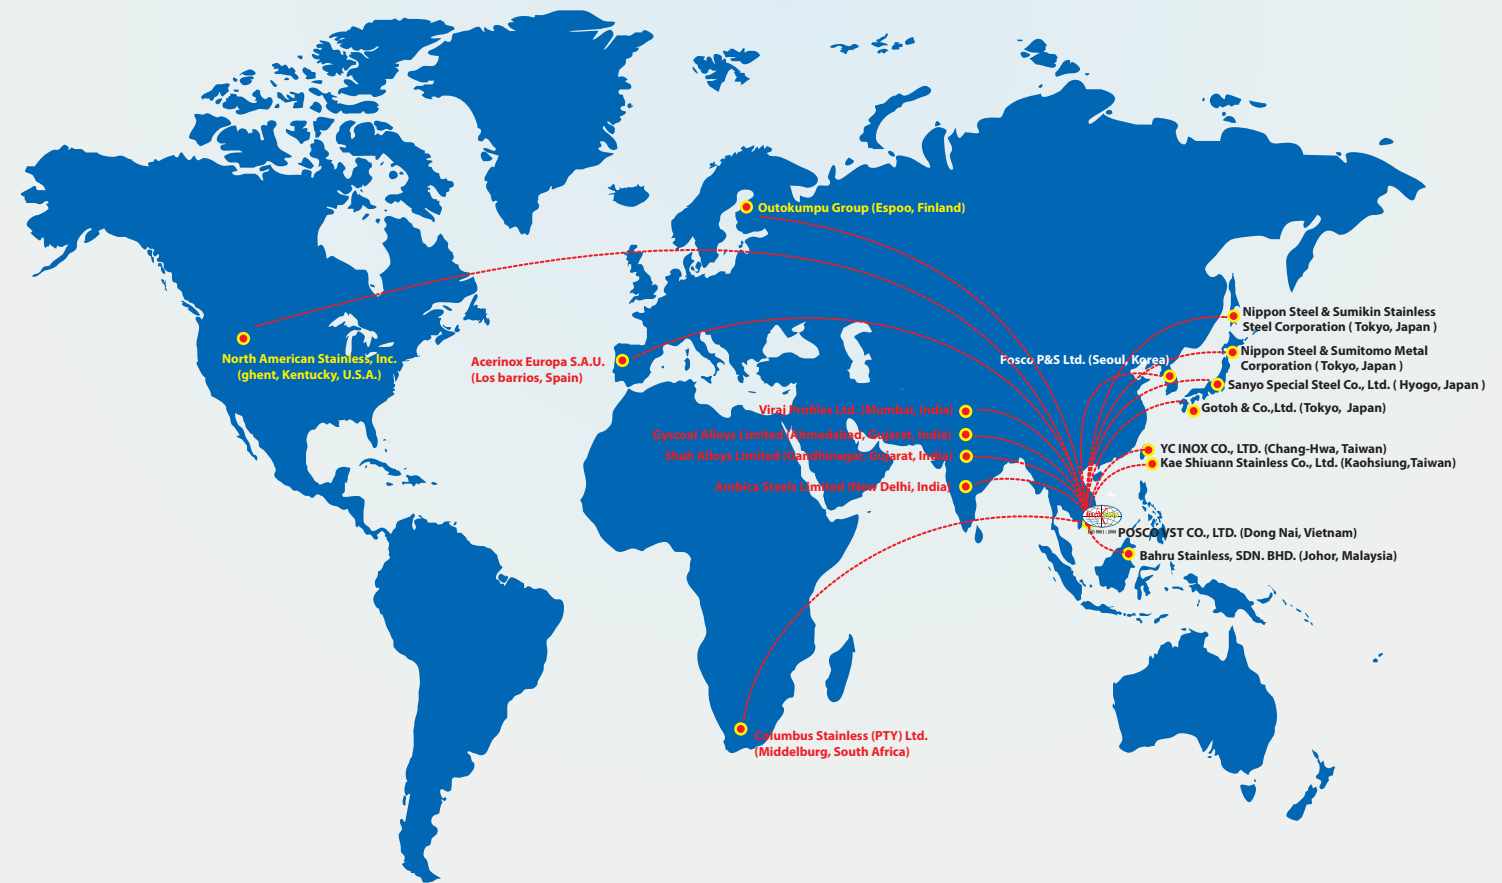 Outokumpu Group (Espoo, Finland)
Nippon Steel & Sumikin Stainless
Steel Corporation ( Tokyo, Japan )
North American Stainless, Inc.
(ghent, Kentucky, U.S.A.)
Acerinox Europa S.A.U.
(Los barrios, Spain)
Posco P&S Ltd. (Seoul, Korea)
Nippon Steel & Sumitomo Metal
Corporation ( Tokyo, Japan )
Sanyo Special Steel Co., Ltd. ( Hyogo, Japan )
Viraj Profiles Ltd. (Mumbai, India)
Gotoh & Co.,Ltd. (Tokyo, Japan)
Gyscoal Alloys Limited (Ahmedabad, Gujarat, India)
Shah Alloys Limited (Gandhinagar, Gujarat, India)
YC INOX CO., LTD. (Chang-Hwa, Taiwan)
Kae Shiuann Stainless Co., Ltd. (Kaohsiung,Taiwan)
Ambica Steels Limited (New Delhi, India)
POSCO VST CO., LTD. (Dong Nai, Vietnam)
Bahru Stainless, SDN. BHD. (Johor, Malaysia)
Columbus Stainless (PTY) Ltd.
(Middelburg, South Africa)